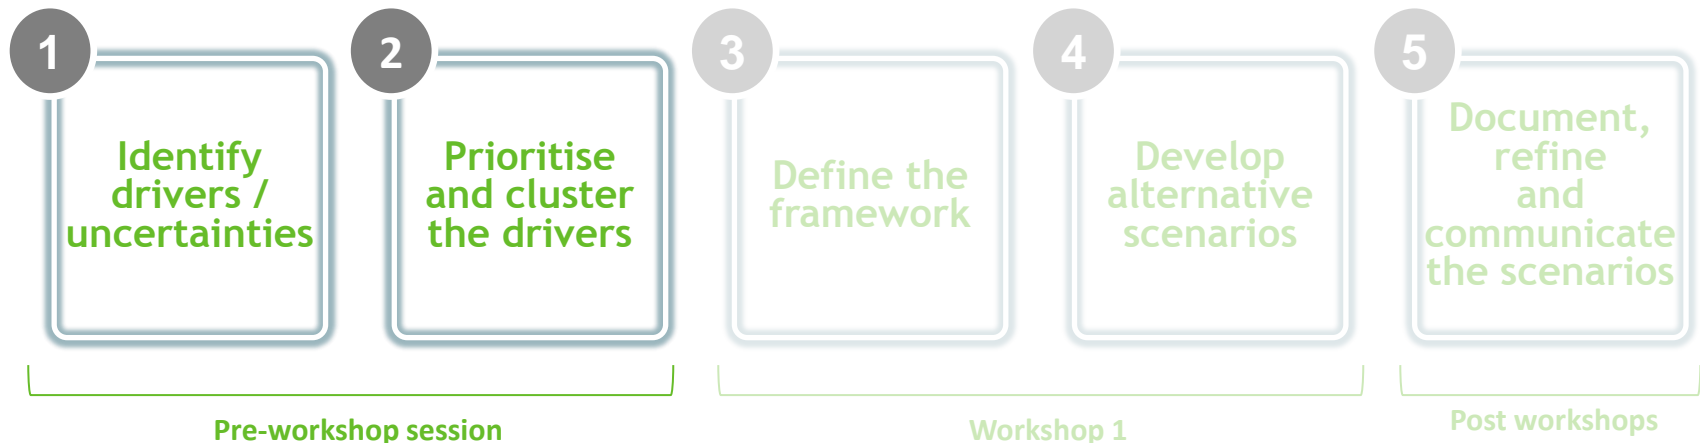 1
Identify
drivers /
uncertainties
2
Prioritise
and cluster
the drivers
3
Define the
framework
4
Develop
alternative
scenarios
5
Document,
refine
and
communicate
the scenarios
Pre-workshop session
Workshop 1
Post workshops